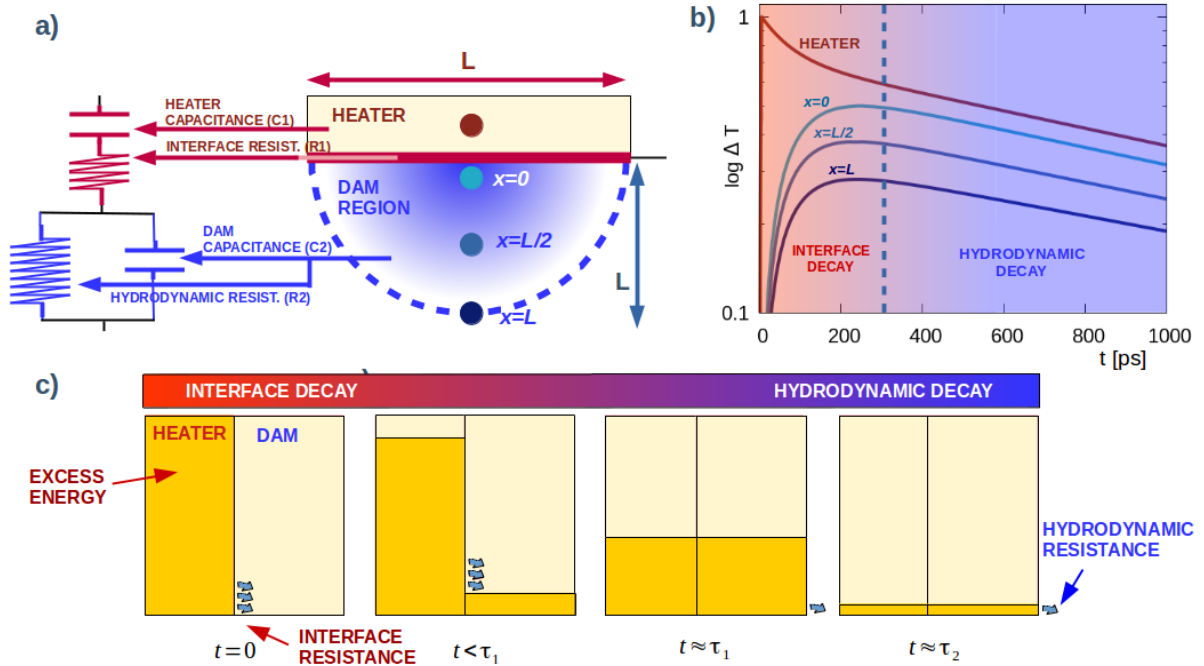 a)
L
HEATER
CAPACITANCE (C1)
INTERFACE RESIST. (R1)
HEATER
x=0
DAM
REGION
DAM
CAPACITANCE (C2)
x=L/2
L
HYDRODYNAMIC RESIST. (R2)
x=L
b)
1
HEATER
x=0
x=L/2
x=L
log Δ T
INTERFACE
DECAY
HYDRODYNAMIC
DECAY
0.1
0 200 400 600 800 1000
t [ps]
c)
INTERFACE DECAY HYDRODYNAMIC DECAY
HEATER DAM
EXCESS
ENERGY
HYDRODYNAMIC
RESISTANCE
INTERFACE
RESISTANCE
t=0 t<τ1 t≈τ1 t≈τ2